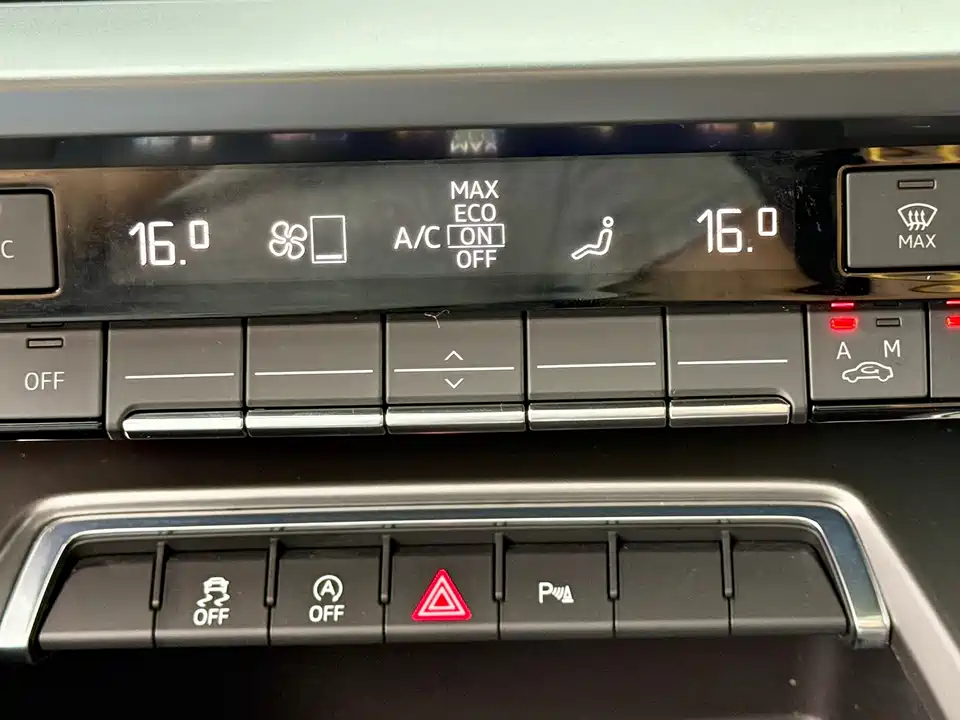 MAX
ECO
16.0 A/C ON 16.0
OFF
C
MAX
OFF
A M
OFF
A
OFF
P